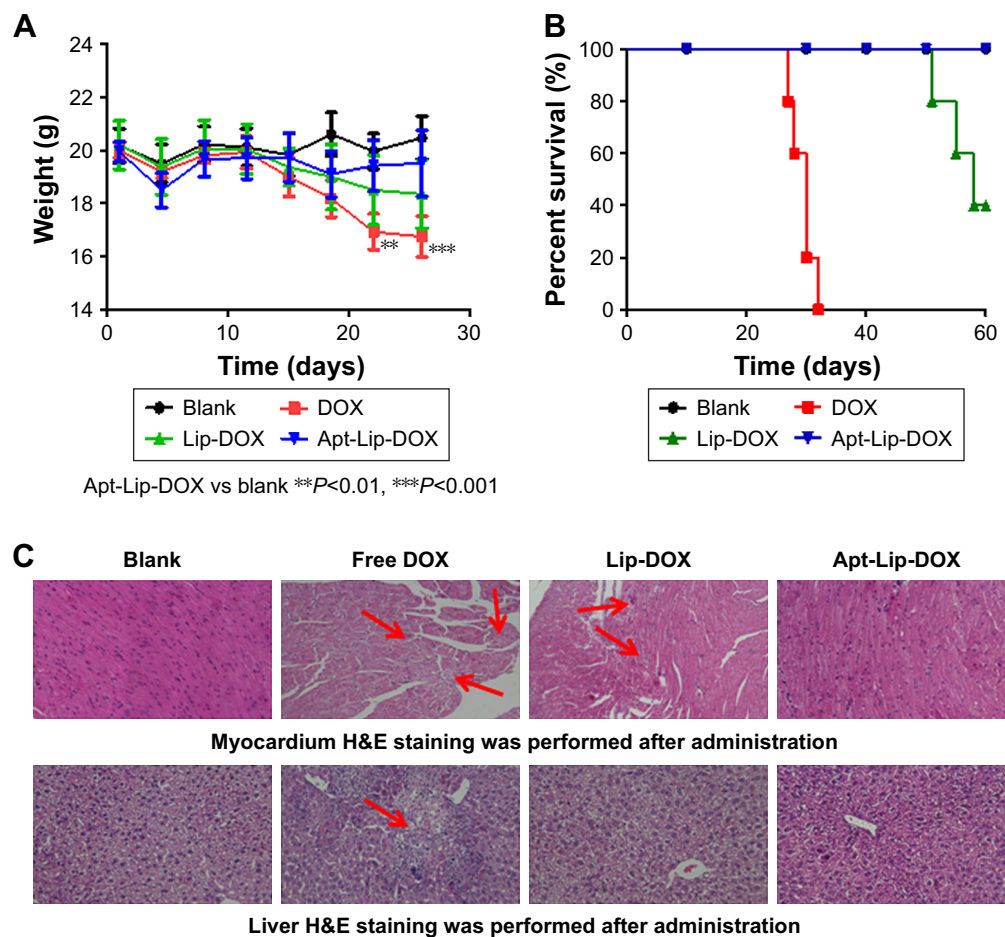 A
Weight (g)
24
22
20
18
16
14
**
***
0
10
20
30
Time (days)
Blank
DOX
Lip-DOX
Apt-Lip-DOX
Apt-Lip-DOX vs blank **P<0.01, ***P<0.001
B
Percent survival (%)
100
80
60
40
20
0
0
20
40
60
Time (days)
Blank
DOX
Lip-DOX
Apt-Lip-DOX
C
Blank
Free DOX
Lip-DOX
Apt-Lip-DOX
Myocardium H&E staining was performed after administration
Liver H&E staining was performed after administration